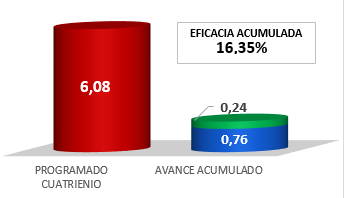 EFICACIA ACUMULADA
16,35%
6,08
0,24
0,76
PROGRAMADO
CUATRIENIO
AVANCE ACUMULADO